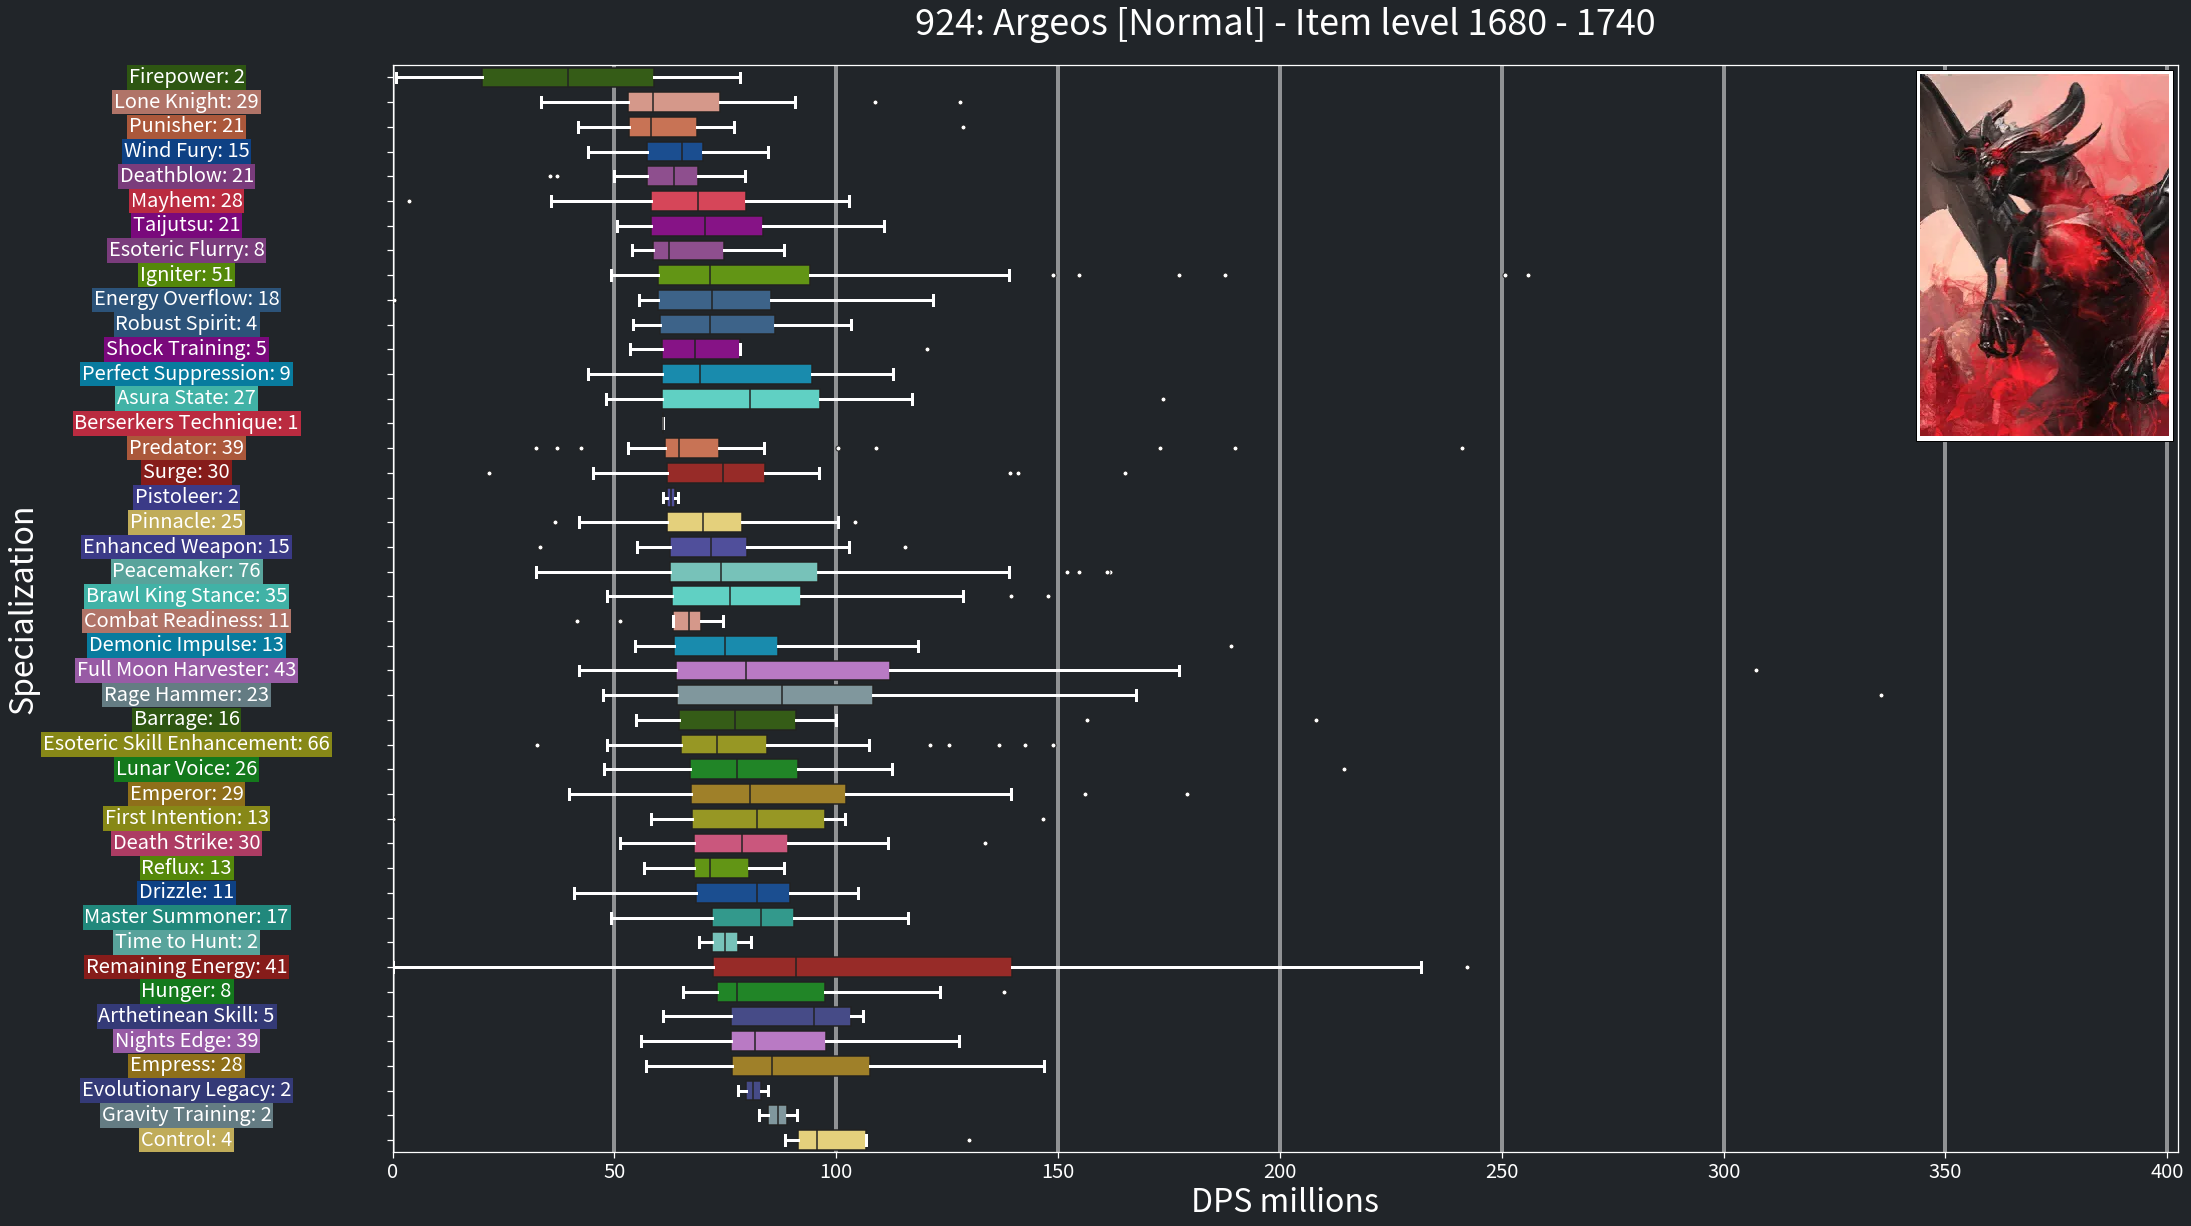 924: Argeos [Normal] - Item level 1680 - 1740
Specialization
Firepower: 2
Lone Knight: 29
Punisher: 21
Wind Fury: 15
Deathblow: 21
Mayhem: 28
Taijutsu: 21
Esoteric Flurry: 8
Igniter: 51
Energy Overflow: 18
Robust Spirit: 4
Shock Training: 5
Perfect Suppression: 9
Asura State: 27
Berserkers Technique: 1
Predator: 39
Surge: 30
Pistoleer: 2
Pinnacle: 25
Enhanced Weapon: 15
Peacemaker: 76
Brawl King Stance: 35
Combat Readiness: 11
Demonic Impulse: 13
Full Moon Harvester: 43
Rage Hammer: 23
Barrage: 16
Esoteric Skill Enhancement: 66
Lunar Voice: 26
Emperor: 29
First Intention: 13
Death Strike: 30
Reflux: 13
Drizzle: 11
Master Summoner: 17
Time to Hunt: 2
Remaining Energy: 41
Hunger: 8
Arthetinean Skill: 5
Nights Edge: 39
Empress: 28
Evolutionary Legacy: 2
Gravity Training: 2
Control: 4
0 50 100 150 200 250 300 350 400
DPS millions